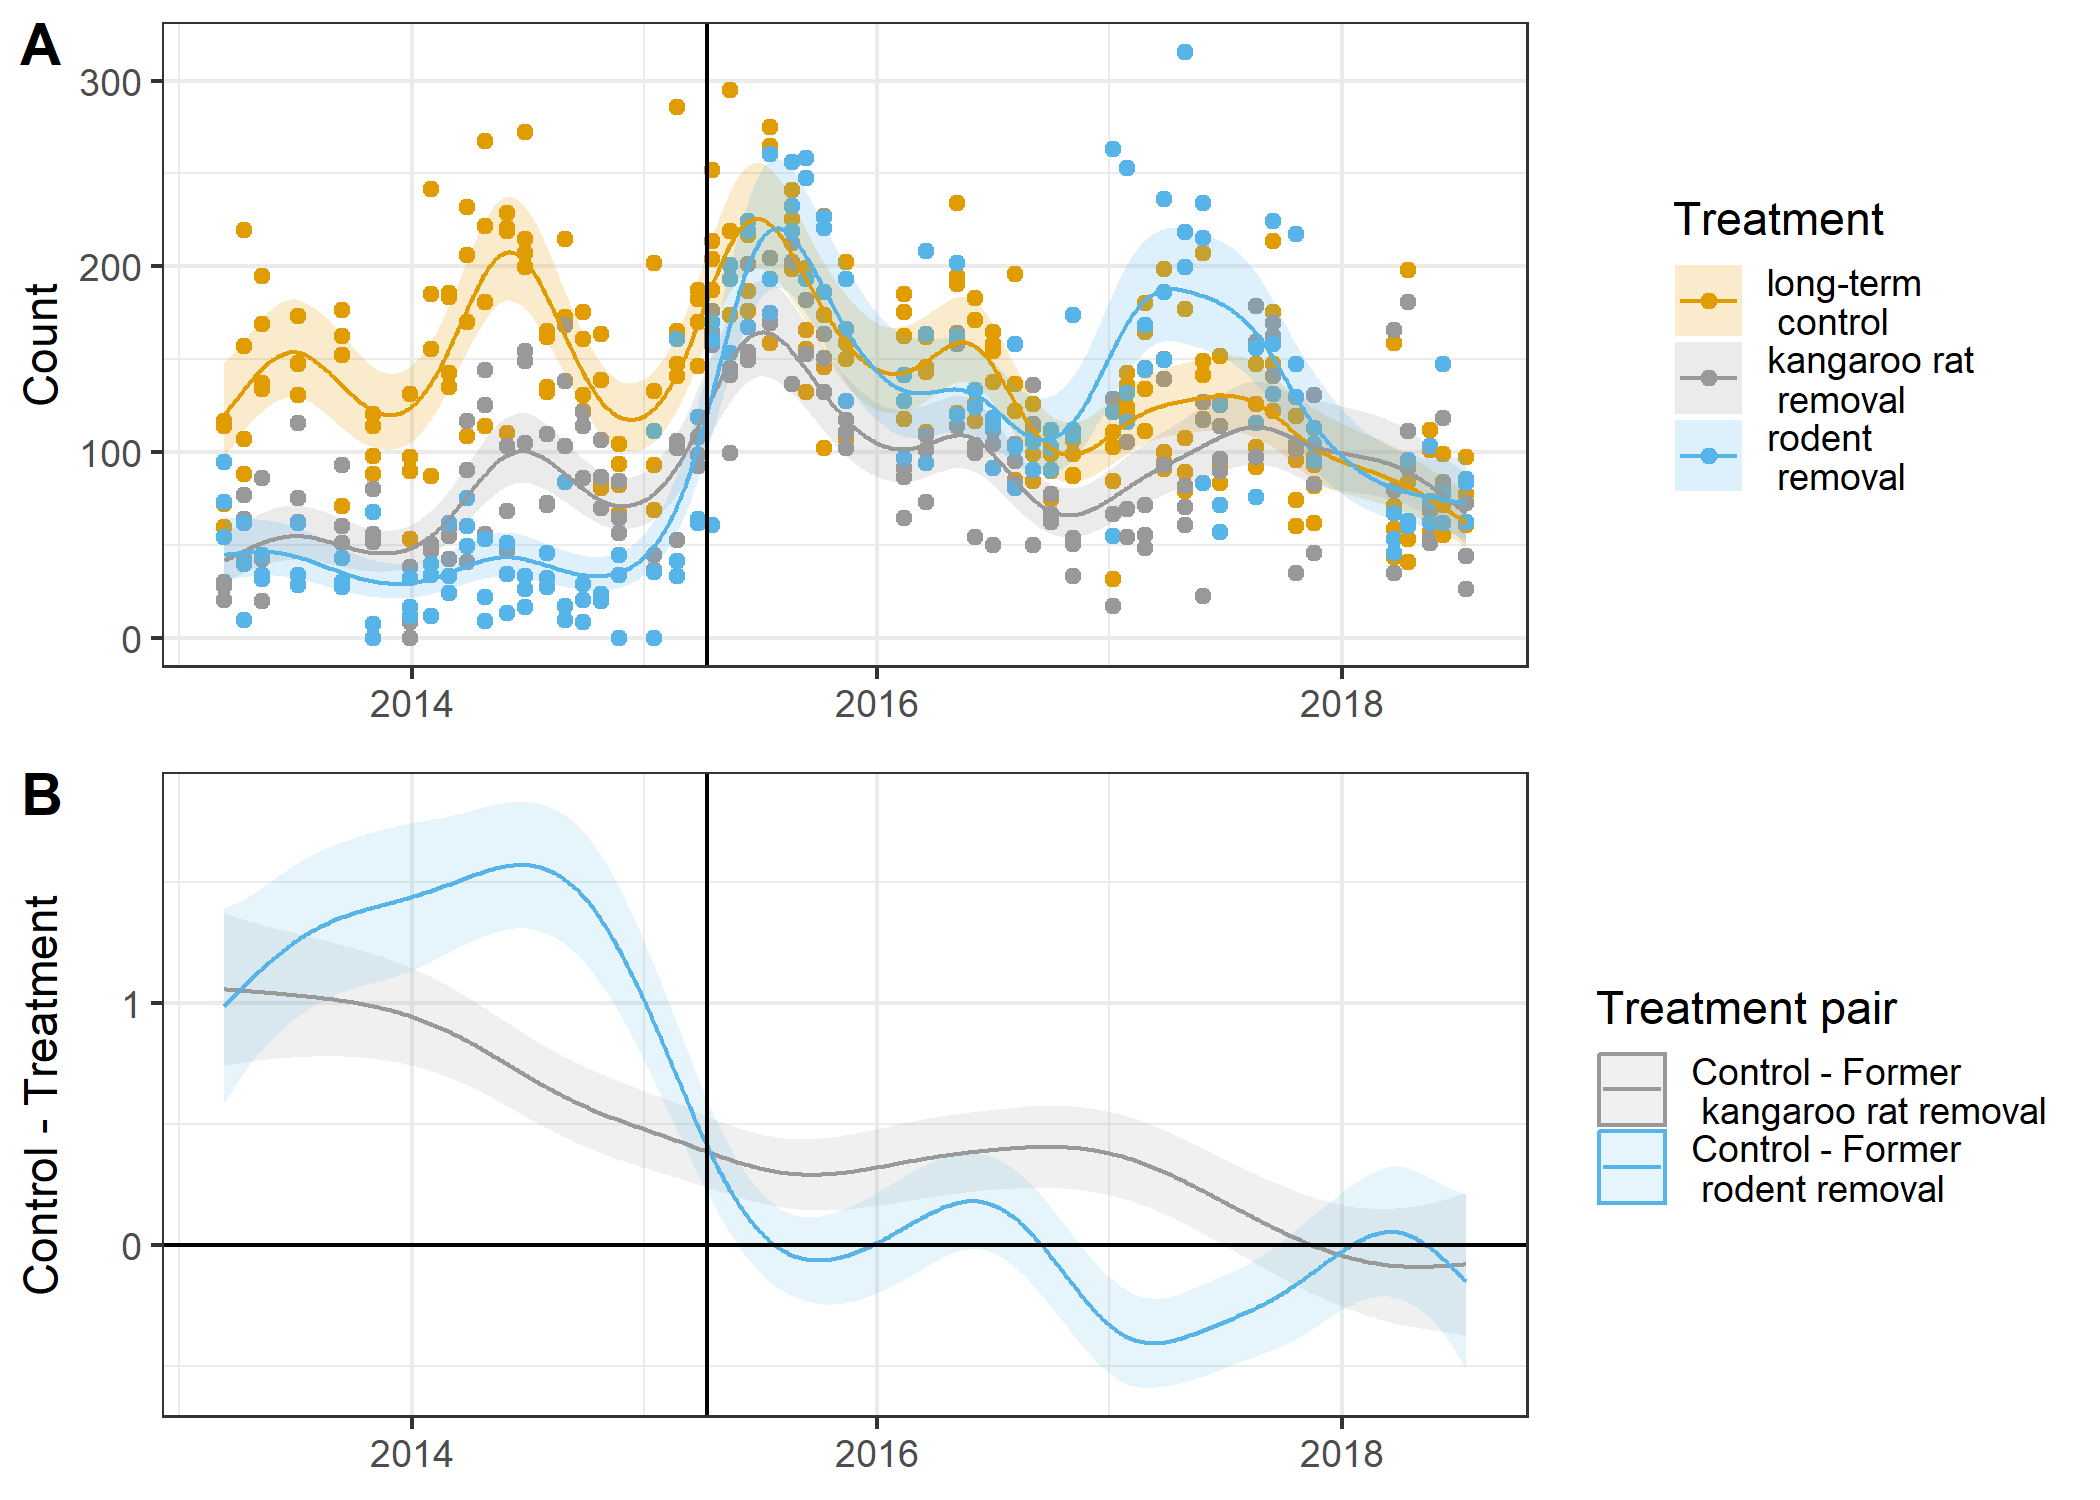 A
Count
300
200
100
0
2014
2016
2018
Treatment
long-term
control
kangaroo rat
removal
rodent
removal
B
Control - Treatment
1
0
2014
2016
2018
Treatment pair
Control - Former
kangaroo rat removal
Control - Former
rodent removal